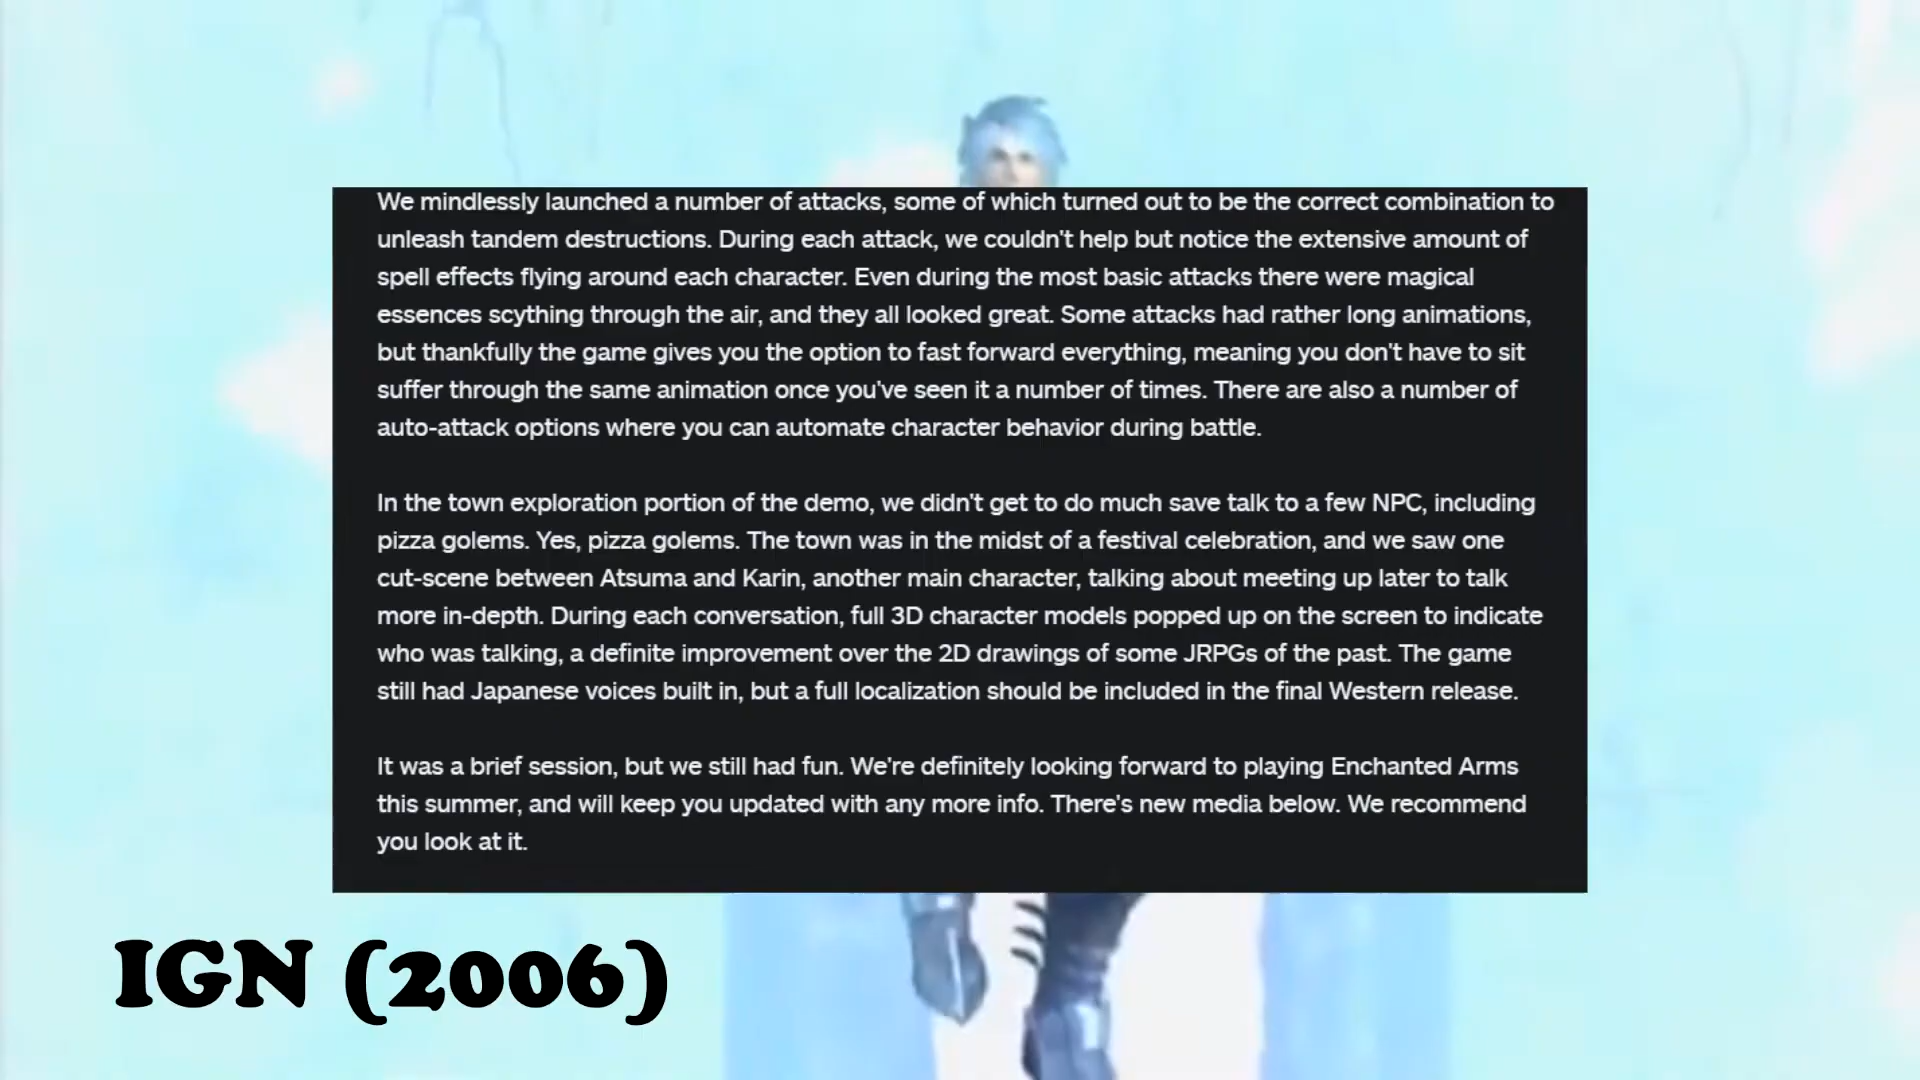 We mindlessly launched a number of attacks, some of which turned out to be the correct combination to
unleash tandem destructions. During each attack, we couldn't help but notice the extensive amount of
spell effects flying around each character. Even during the most basic attacks there were magical
essences scything through the air, and they all looked great. Some attacks had rather long animations,
but thankfully the game gives you the option to fast forward everything, meaning you don't have to sit
suffer through the same animation once you've seen it a number of times. There are also a number of
auto-attack options where you can automate character behavior during battle.
In the town exploration portion of the demo, we didn't get to do much save talk to a few NPC, including
pizza golems. Yes, pizza golems. The town was in the midst of a festival celebration, and we saw one
cut-scene between Atsuma and Karin, another main character, talking about meeting up later to talk
more in-depth. During each conversation, full 3D character models popped up on the screen to indicate
who was talking, a definite improvement over the 2D drawings of some JRPGs of the past. The game
still had Japanese voices built in, but a full localization should be included in the final Western release.
It was a brief session, but we still had fun. We're definitely looking forward to playing Enchanted Arms
this summer, and will keep you updated with any more info. There's new media below. We recommend
you look at it.
IGN (2006)